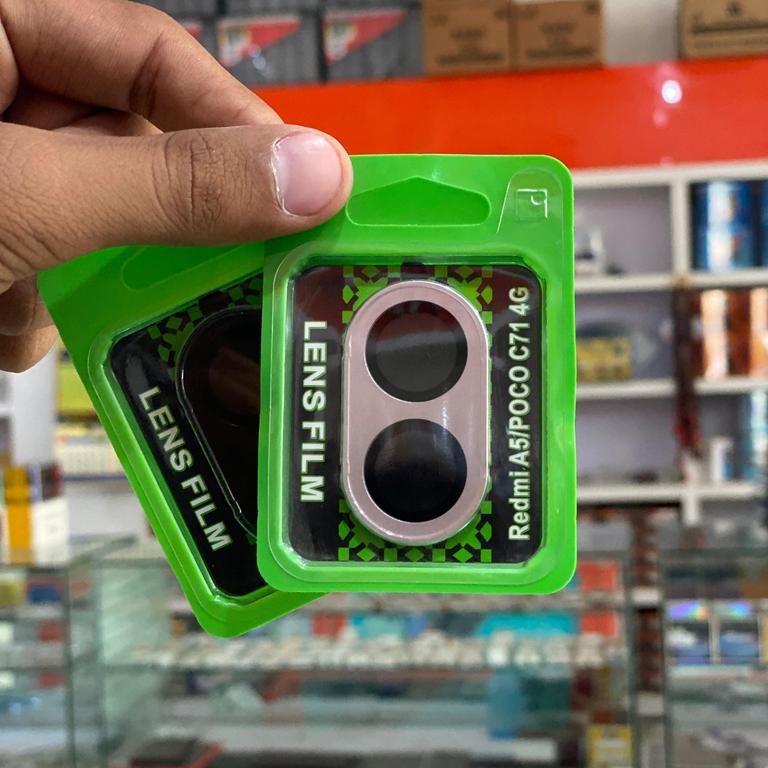 LENS FILM
LENS FILM
Redmi.A5/POCO C71 4G